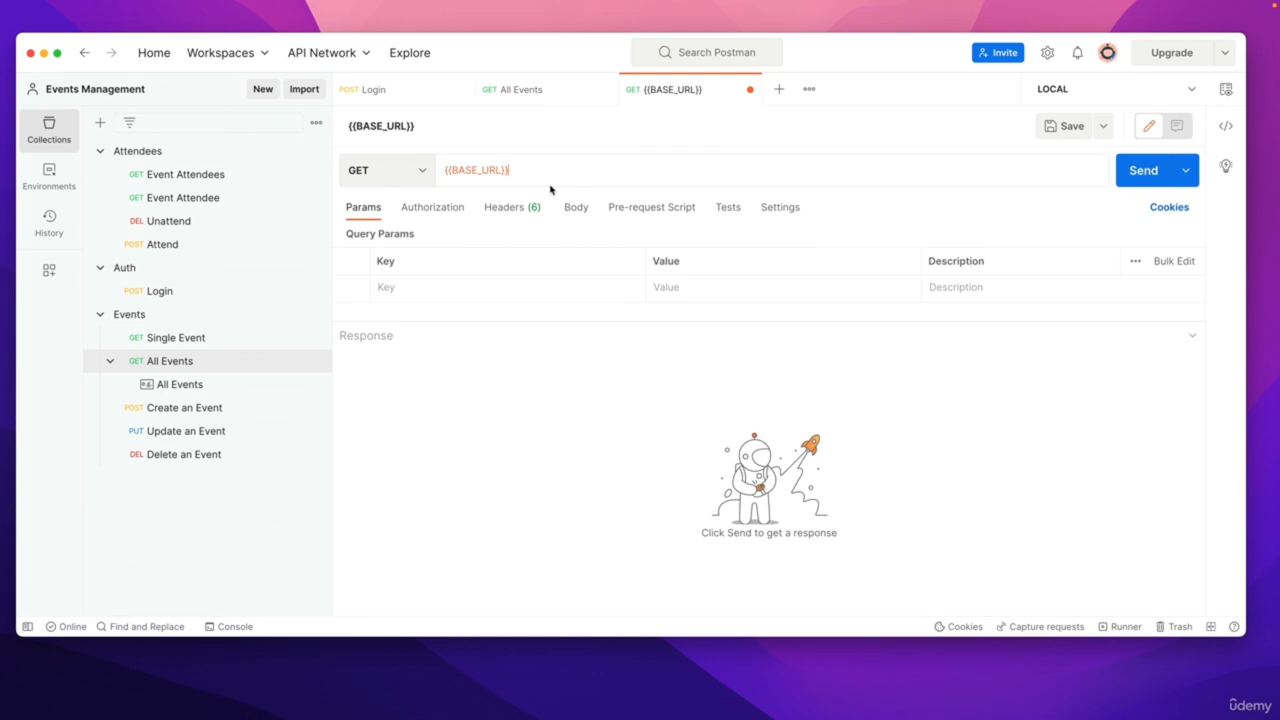 Home Workspaces API Network Explore Search Postman Invite Upgrade
Events Management New Import POST Login GET All Events GET {{BASE_URL}} LOCAL
Collections
Environments
History
Attendees
GET Event Attendees
GET Event Attendee
DEL Unattend
POST Attend
Auth
POST Login
Events
GET Single Event
GET All Events
All Events
POST Create an Event
PUT Update an Event
DEL Delete an Event
{{BASE_URL}} Save
GET {{BASE_URL}} Send
Params Authorization Headers (6) Body Pre-request Script Tests Settings Cookies
Query Params
Key Value Description Bulk Edit
Key Value Description
Response
Click Send to get a response
Online Find and Replace Console Cookies Capture requests Runner Trash
udemy